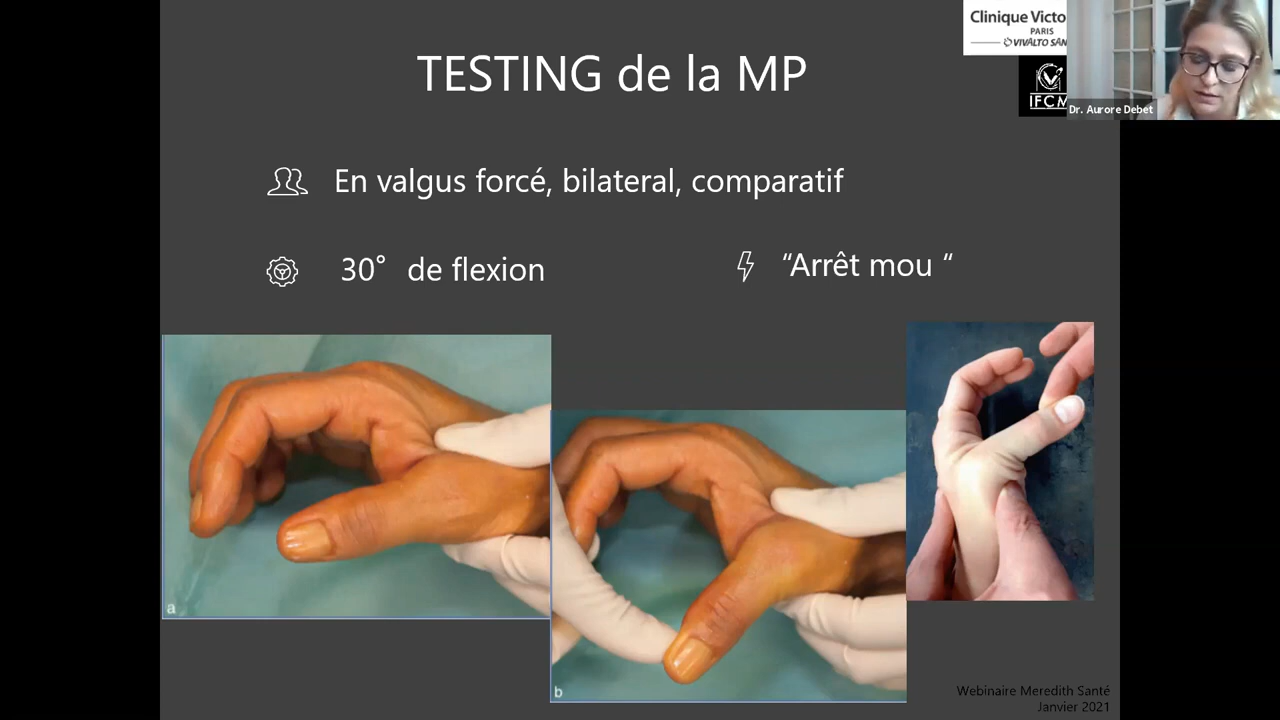 TESTING de la MP
Clinique Victo
PARIS
VIVALTO SAN
IFCM
Dr. Aurore Debet
En valgus forcé, bilateral, comparatif
30° de flexion
“Arrêt mou “
a
b
Webinaire Meredith Santé
Janvier 2021